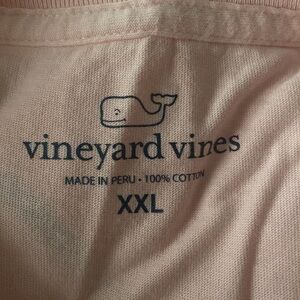 vineyard vines
MADE IN PERU • 100% COTTON
XXL